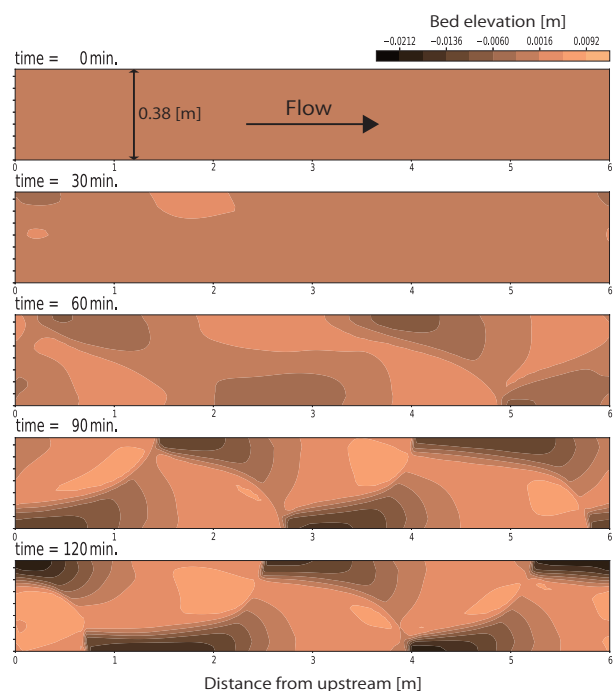 Bed elevation [m]
−0.0212 −0.0136 −0.0060 0.0016 0.0092
time = 0 min.
0.38 [m]
Flow
0 1 2 3 4 5 6
time = 30 min.
0 1 2 3 4 5 6
time = 60 min.
0 1 2 3 4 5 6
time = 90 min.
0 1 2 3 4 5 6
time = 120 min.
0 1 2 3 4 5 6
Distance from upstream [m]